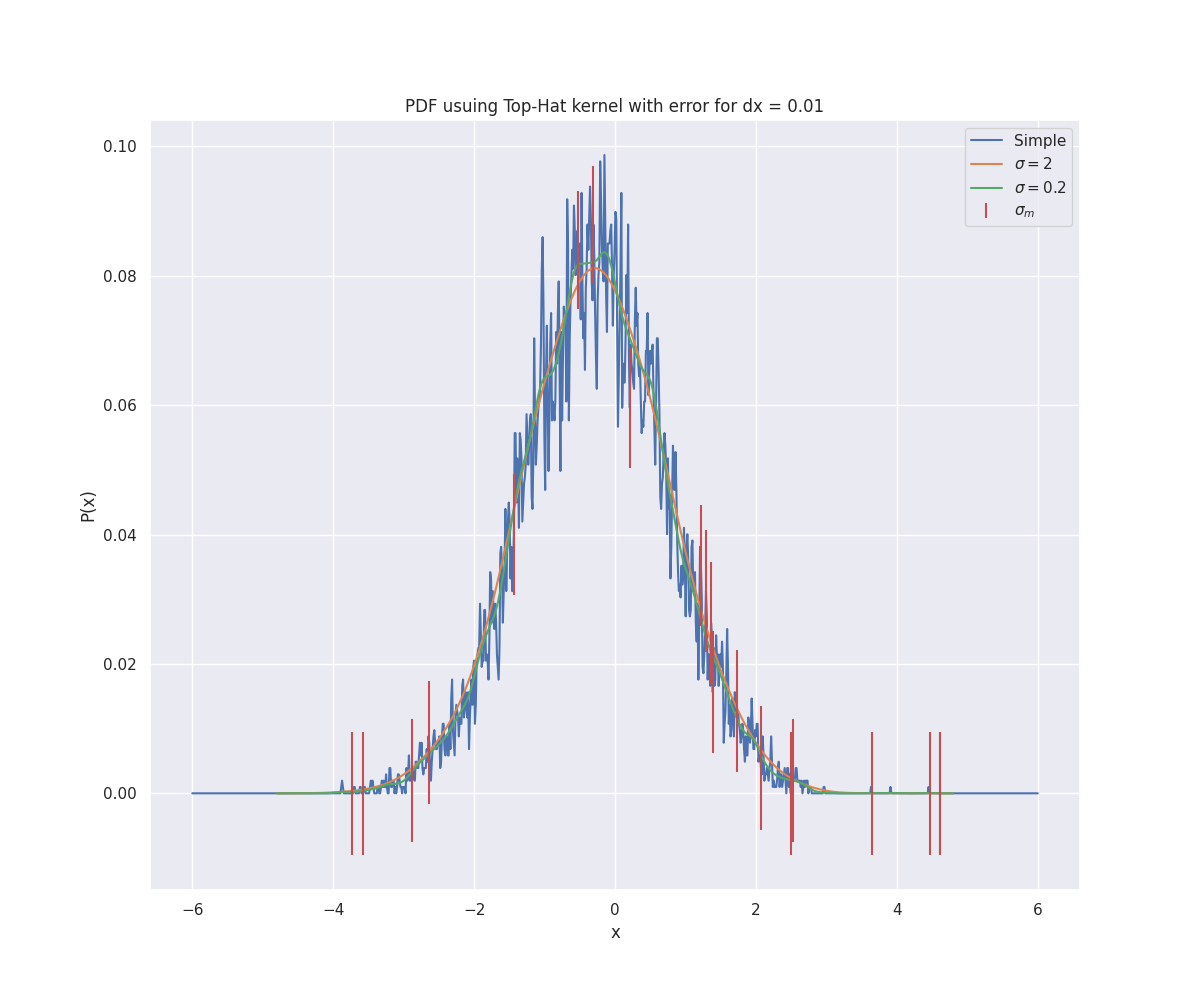 PDF usuing Top-Hat kernel with error for dx = 0.01
Simple
σ = 2
σ = 0.2
σₘ
0.10
0.08
0.06
0.04
0.02
0.00
P(x)
−6
−4
−2
0
2
4
6
x